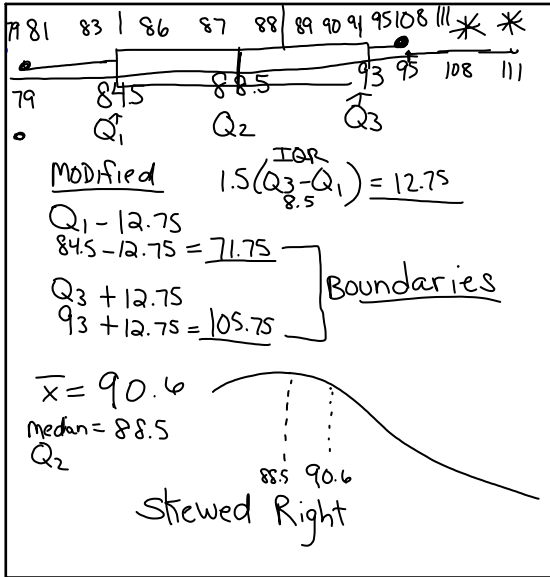 79 81 83 | 86 87 88 | 89 90 91 95 108 111 * *
79 84.5 88.5 93 95 108 111
Q1 Q2 Q3
MODified 1.5(Q3-Q1) = 12.75
IQR
8.5
Q1 - 12.75
84.5 - 12.75 = 71.75
Boundaries
Q3 + 12.75
93 + 12.75 = 105.75
x̄ = 90.6
median = 88.5
Q2
88.5 90.6
Skewed Right